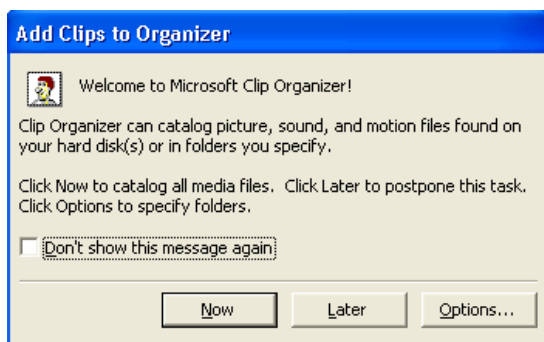 Add Clips to Organizer
Welcome to Microsoft Clip Organizer!
Clip Organizer can catalog picture, sound, and motion files found on
your hard disk(s) or in folders you specify.
Click Now to catalog all media files.  Click Later to postpone this task.
Click Options to specify folders.
Don't show this message again
Now
Later
Options...